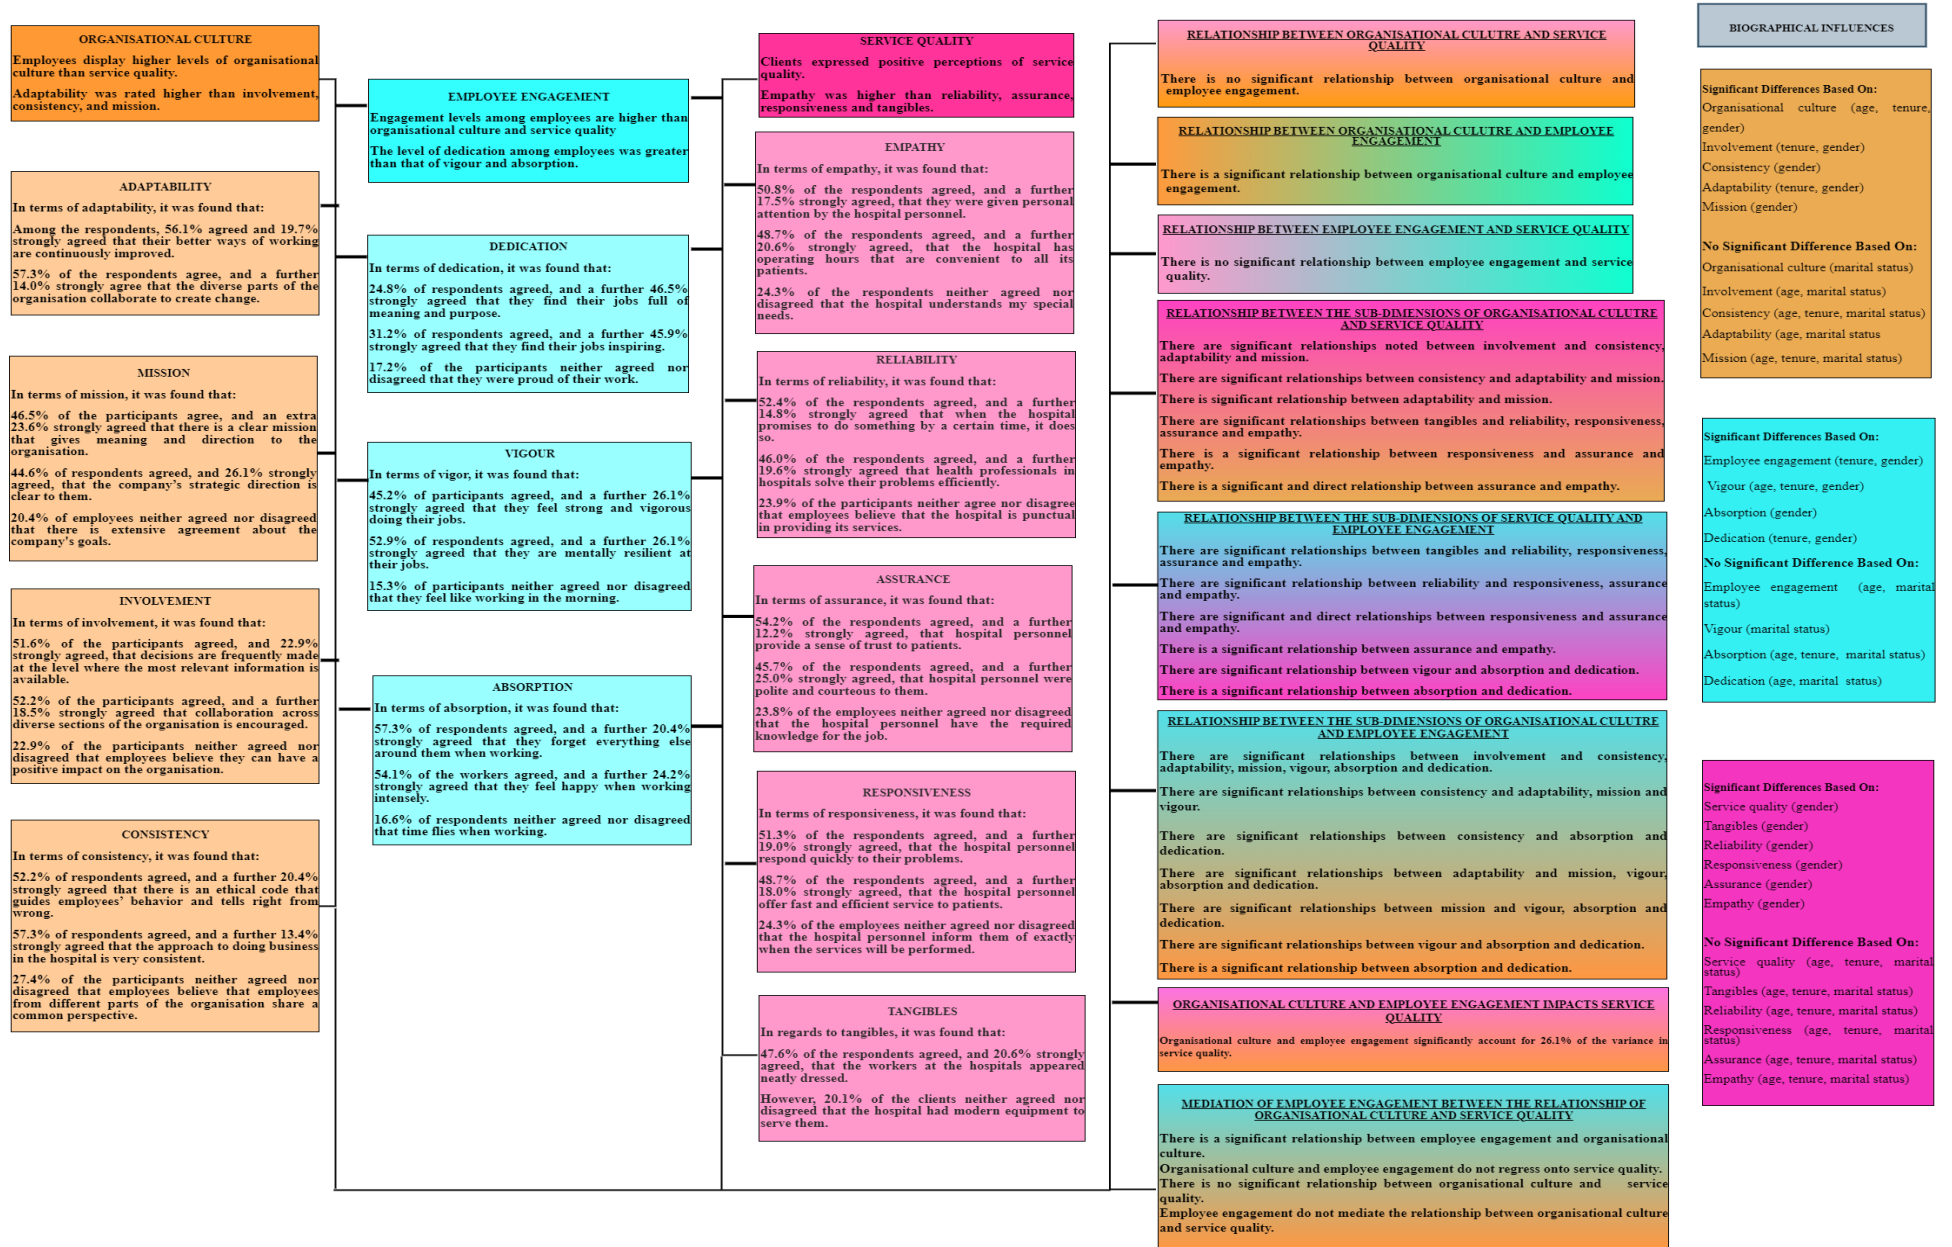 ORGANISATIONAL CULTURE
Employees display higher levels of organisational
culture than service quality.
Adaptability was rated higher than involvement,
consistency, and mission.
ADAPTABILITY
In terms of adaptability, it was found that:
Among the respondents, 56.1% agreed and 19.7%
strongly agreed that their better ways of working
are continuously improved.
57.3% of the respondents agree, and a further
14.0% strongly agree that the diverse parts of the
organisation collaborate to create change.
MISSION
In terms of mission, it was found that:
46.5% of the participants agree, and an extra
23.6% strongly agreed that there is a clear mission
that gives meaning and direction to the
organisation.
44.6% of respondents agreed, and 26.1% strongly
agreed, that the company's strategic direction is
clear to them.
20.4% of employees neither agreed nor disagreed
that there is extensive agreement about the
company's goals.
INVOLVEMENT
In terms of involvement, it was found that:
51.6% of the participants agreed, and 22.9%
strongly agreed, that decisions are frequently made
at the level where the most relevant information is
available.
52.2% of the participants agreed, and a further
18.5% strongly agreed that collaboration across
diverse sections of the organisation is encouraged.
22.9% of the participants neither agreed nor
disagreed that employees believe they can have a
positive impact on the organisation.
CONSISTENCY
In terms of consistency, it was found that:
52.2% of respondents agreed, and a further 20.4%
strongly agreed that there is an ethical code that
guides employees' behavior and tells right from
wrong.
57.3% of respondents agreed, and a further 13.4%
strongly agreed that the approach to doing business
in the hospital is very consistent.
27.4% of the participants neither agreed nor
disagreed that employees believe that employees
from different parts of the organisation share a
common perspective.
EMPLOYEE ENGAGEMENT
Engagement levels among employees are higher than
organisational culture and service quality
The level of dedication among employees was greater
than that of vigour and absorption.
DEDICATION
In terms of dedication, it was found that:
24.8% of respondents agreed, and a further 46.5%
strongly agreed that they find their jobs full of
meaning and purpose.
31.2% of respondents agreed, and a further 45.9%
strongly agreed that they find their jobs inspiring.
17.2% of the participants neither agreed nor
disagreed that they were proud of their work.
VIGOUR
In terms of vigor, it was found that:
45.2% of participants agreed, and a further 26.1%
strongly agreed that they feel strong and vigorous
doing their jobs.
52.9% of respondents agreed, and a further 26.1%
strongly agreed that they are mentally resilient at
their jobs.
15.3% of participants neither agreed nor disagreed
that they feel like working in the morning.
ABSORPTION
In terms of absorption, it was found that:
57.3% of respondents agreed, and a further 20.4%
strongly agreed that they forget everything else
around them when working.
54.1% of the workers agreed, and a further 24.2%
strongly agreed that they feel happy when working
intensely.
16.6% of respondents neither agreed nor disagreed
that time flies when working.
SERVICE QUALITY
Clients expressed positive perceptions of service
quality.
Empathy was higher than reliability, assurance,
responsiveness and tangibles.
EMPATHY
In terms of empathy, it was found that:
50.8% of the respondents agreed, and a further
17.5% strongly agreed, that they were given personal
attention by the hospital personnel.
48.7% of the respondents agreed, and a further
20.6% strongly agreed, that the hospital has
operating hours that are convenient to all its
patients.
24.3% of the respondents neither agreed nor
disagreed that the hospital understands my special
needs.
RELIABILITY
In terms of reliability, it was found that:
52.4% of the respondents agreed, and a further
14.8% strongly agreed that when the hospital
promises to do something by a certain time, it does
so.
46.0% of the respondents agreed, and a further
19.6% strongly agreed that health professionals in
hospitals solve their problems efficiently.
23.9% of the participants neither agree nor disagree
that employees believe that the hospital is punctual
in providing its services.
ASSURANCE
In terms of assurance, it was found that:
54.2% of the respondents agreed, and a further
12.2% strongly agreed, that hospital personnel
provide a sense of trust to patients.
45.7% of the respondents agreed, and a further
25.0% strongly agreed, that hospital personnel were
polite and courteous to them.
23.8% of the employees neither agreed nor disagreed
that the hospital personnel have the required
knowledge for the job.
RESPONSIVENESS
In terms of responsiveness, it was found that:
51.3% of the respondents agreed, and a further
19.0% strongly agreed, that the hospital personnel
respond quickly to their problems.
48.7% of the respondents agreed, and a further
18.0% strongly agreed, that the hospital personnel
offer fast and efficient service to patients.
24.3% of the employees neither agreed nor disagreed
that the hospital personnel inform them of exactly
when the services will be performed.
TANGIBLES
In regards to tangibles, it was found that:
47.6% of the respondents agreed, and 20.6% strongly
agreed, that the workers at the hospitals appeared
neatly dressed.
However, 20.1% of the clients neither agreed nor
disagreed that the hospital had modern equipment to
serve them.
RELATIONSHIP BETWEEN ORGANISATIONAL CULUTRE AND SERVICE
QUALITY
There is no significant relationship between organisational culture and
employee engagement.
RELATIONSHIP BETWEEN ORGANISATIONAL CULUTRE AND EMPLOYEE
ENGAGEMENT
There is a significant relationship between organisational culture and employee
engagement.
RELATIONSHIP BETWEEN EMPLOYEE ENGAGEMENT AND SERVICE QUALITY
There is no significant relationship between employee engagement and service
quality.
RELATIONSHIP BETWEEN THE SUB-DIMENSIONS OF ORGANISATIONAL CULUTRE
AND SERVICE QUALITY
There are significant relationships noted between involvement and consistency,
adaptability and mission.
There are significant relationships between consistency and adaptability and mission.
There is significant relationship between adaptability and mission.
There are significant relationships between tangibles and reliability, responsiveness,
assurance and empathy.
There is a significant relationship between responsiveness and assurance and
empathy.
There is a significant and direct relationship between assurance and empathy.
RELATIONSHIP BETWEEN THE SUB-DIMENSIONS OF SERVICE QUALITY AND
EMPLOYEE ENGAGEMENT
There are significant relationships between tangibles and reliability, responsiveness,
assurance and empathy.
There are significant relationship between reliability and responsiveness, assurance
and empathy.
There are significant and direct relationships between responsiveness and assurance
and empathy.
There is a significant relationship between assurance and empathy.
There are significant relationship between vigour and absorption and dedication.
There is a significant relationship between absorption and dedication.
RELATIONSHIP BETWEEN THE SUB-DIMENSIONS OF ORGANISATIONAL CULUTRE
AND EMPLOYEE ENGAGEMENT
There are significant relationships between involvement and consistency,
adaptability, mission, vigour, absorption and dedication.
There are significant relationships between consistency and adaptability, mission and
vigour.
There are significant relationships between consistency and absorption and
dedication.
There are significant relationships between adaptability and mission, vigour,
absorption and dedication.
There are significant relationships between mission and vigour, absorption and
dedication.
There are significant relationships between vigour and absorption and dedication.
There is a significant relationship between absorption and dedication.
ORGANISATIONAL CULTURE AND EMPLOYEE ENGAGEMENT IMPACTS SERVICE
QUALITY
Organisational culture and employee engagement significantly account for 26.1% of the variance in
service quality.
MEDIATION OF EMPLOYEE ENGAGEMENT BETWEEN THE RELATIONSHIP OF
ORGANISATIONAL CULTURE AND SERVICE QUALITY
There is a significant relationship between employee engagement and organisational
culture.
Organisational culture and employee engagement do not regress onto service quality.
There is no significant relationship between organisational culture and service
quality.
Employee engagement do not mediate the relationship between organisational culture
and service quality.
BIOGRAPHICAL INFLUENCES
Significant Differences Based On:
Organisational culture (age, tenure,
gender)
Involvement (tenure, gender)
Consistency (gender)
Adaptability (tenure, gender)
Mission (gender)
No Significant Difference Based On:
Organisational culture (marital status)
Involvement (age, marital status)
Consistency (age, tenure, marital status)
Adaptability (age, marital status
Mission (age, tenure, marital status)
Significant Differences Based On:
Employee engagement (tenure, gender)
Vigour (age, tenure, gender)
Absorption (gender)
Dedication (tenure, gender)
No Significant Difference Based On:
Employee engagement (age, marital
status)
Vigour (marital status)
Absorption (age, tenure, marital status)
Dedication (age, marital status)
Significant Differences Based On:
Service quality (gender)
Tangibles (gender)
Reliability (gender)
Responsiveness (gender)
Assurance (gender)
Empathy (gender)
No Significant Difference Based On:
Service quality (age, tenure, marital
status)
Tangibles (age, tenure, marital status)
Reliability (age, tenure, marital status)
Responsiveness (age, tenure, marital
status)
Assurance (age, tenure, marital status)
Empathy (age, tenure, marital status)